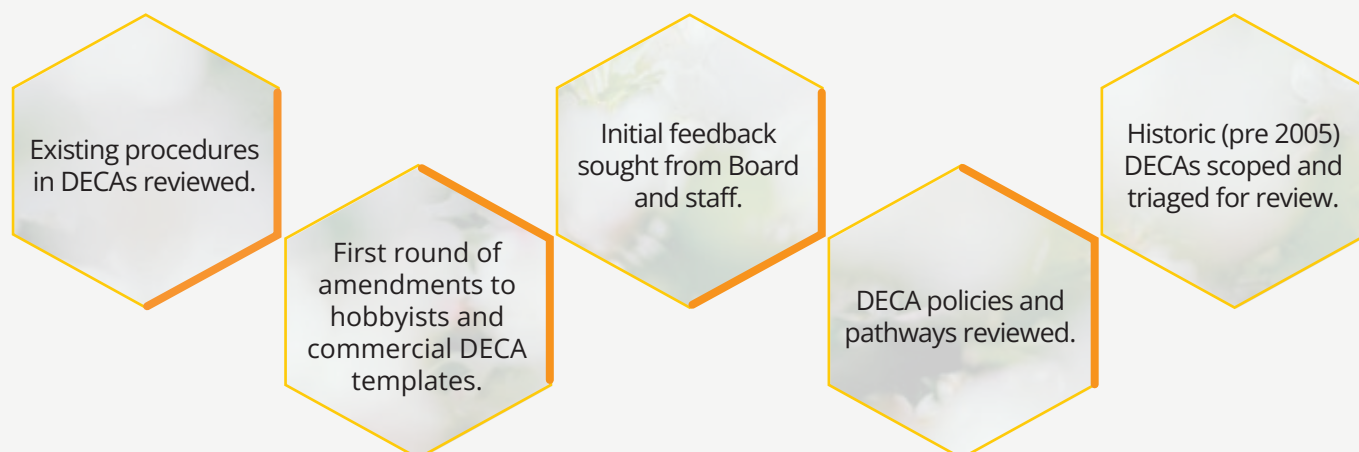 Existing procedures
in DECAs reviewed.
First round of
amendments to
hobbyists and
commercial DECA
templates.
Initial feedback
sought from Board
and staff.
DECA policies and
pathways reviewed.
Historic (pre 2005)
DECAs scoped and
triaged for review.